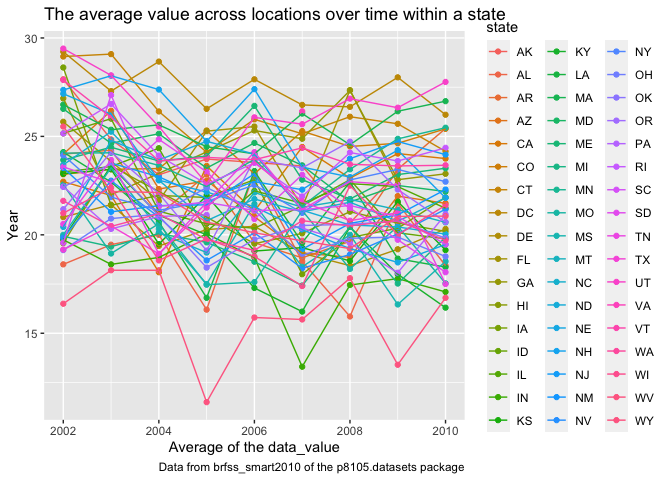 The average value across locations over time within a state
Year
30
25
20
15
2002
2004
2006
2008
2010
Average of the data_value
Data from brfss_smart2010 of the p8105.datasets package
state
AK
AL
AR
AZ
CA
CO
CT
DC
DE
FL
GA
HI
IA
ID
IL
IN
KS
KY
LA
MA
MD
ME
MI
MN
MO
MS
MT
NC
ND
NE
NH
NJ
NM
NV
NY
OH
OK
OR
PA
RI
SC
SD
TN
TX
UT
VA
VT
WA
WI
WV
WY